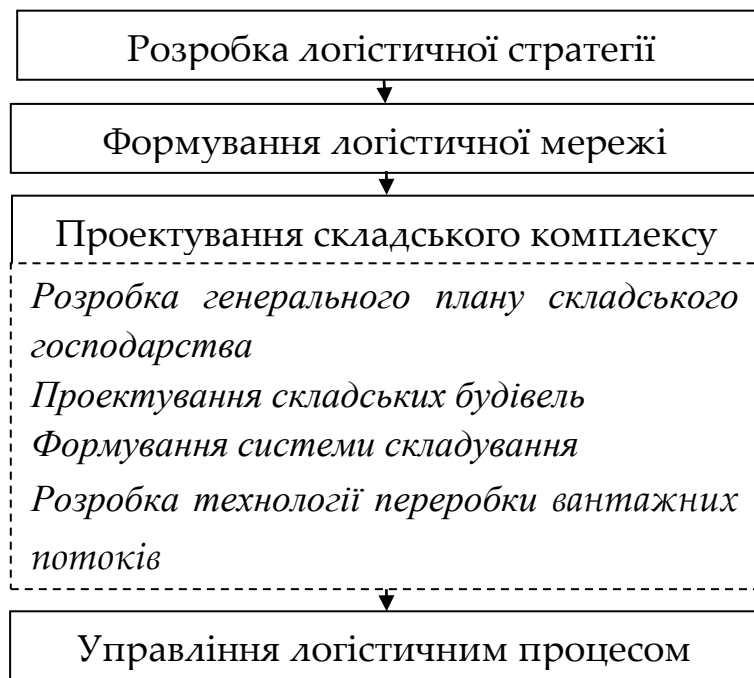 Розробка логістичної стратегії
Формування логістичної мережі
Проектування складського комплексу
Розробка генерального плану складського
господарства
Проектування складських будівель
Формування системи складування
Розробка технології переробки вантажних
потоків
Управління логістичним процесом